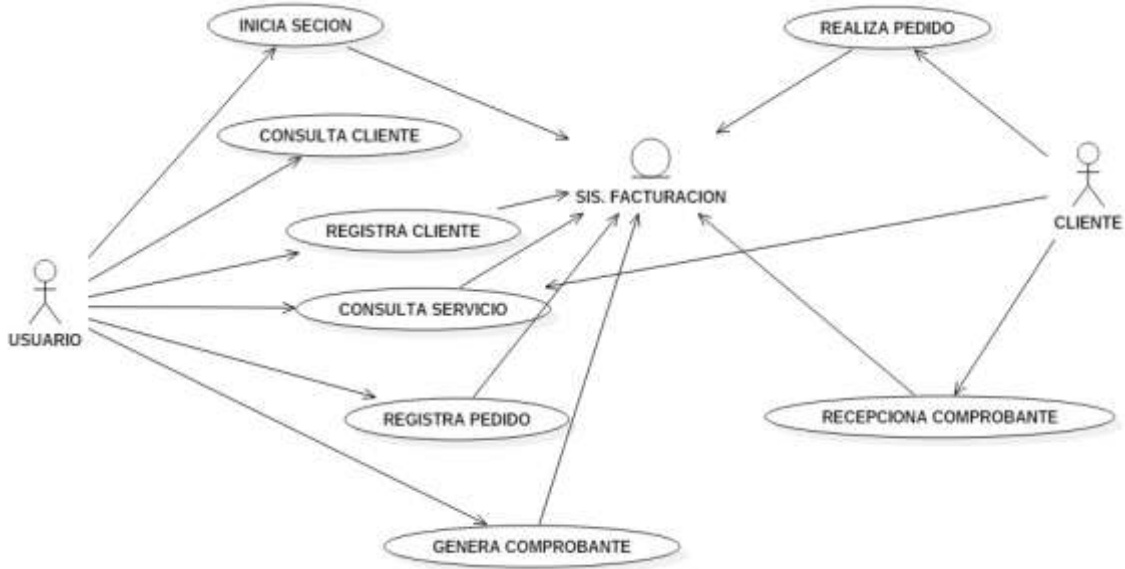 INICIA SECION
REALIZA PEDIDO
CONSULTA CLIENTE
SIS. FACTURACION
CLIENTE
REGISTRA CLIENTE
CONSULTA SERVICIO
USUARIO
REGISTRA PEDIDO
RECEPCIONA COMPROBANTE
GENERA COMPROBANTE